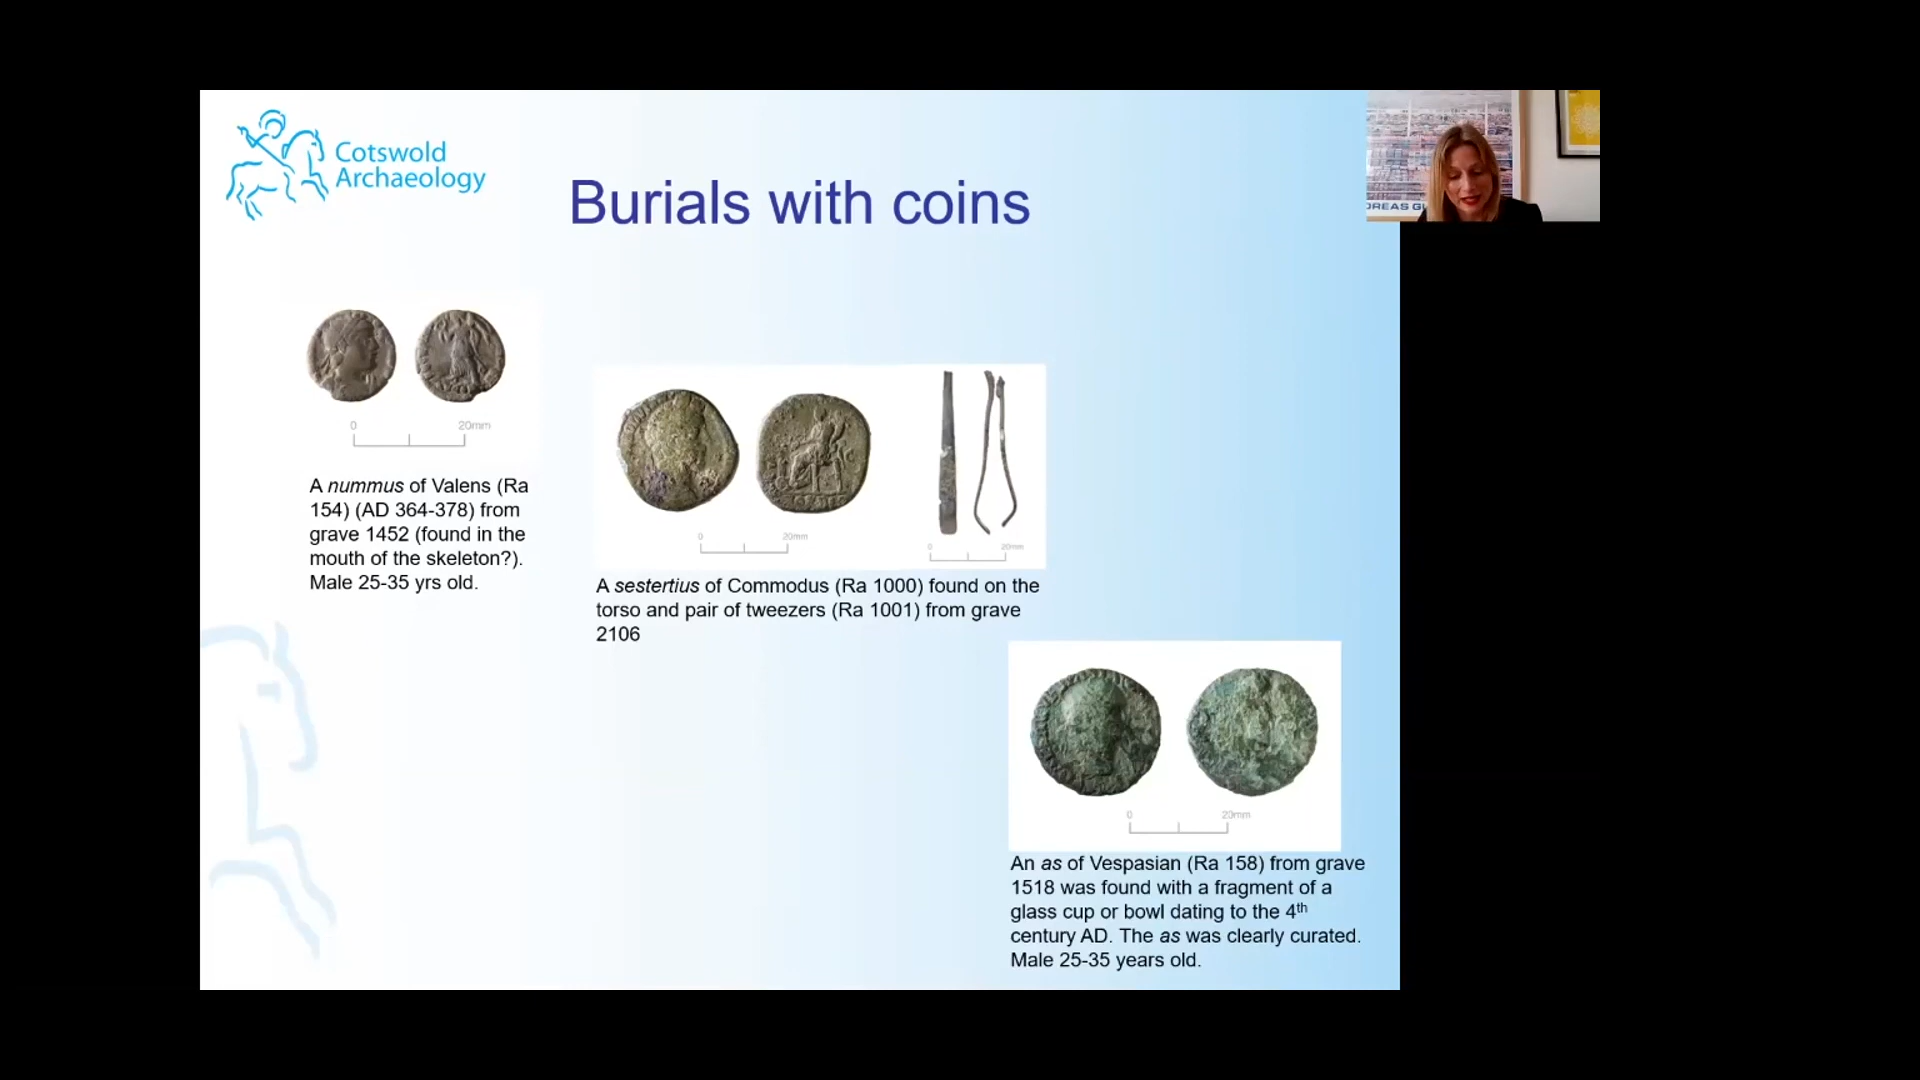 Cotswold
Archaeology
Burials with coins
0 20mm
A nummus of Valens (Ra
154) (AD 364-378) from
grave 1452 (found in the
mouth of the skeleton?).
Male 25-35 yrs old.
0 20mm
0 20mm
A sestertius of Commodus (Ra 1000) found on the
torso and pair of tweezers (Ra 1001) from grave
2106
0 20mm
An as of Vespasian (Ra 158) from grave
1518 was found with a fragment of a
glass cup or bowl dating to the 4th
century AD. The as was clearly curated.
Male 25-35 years old.